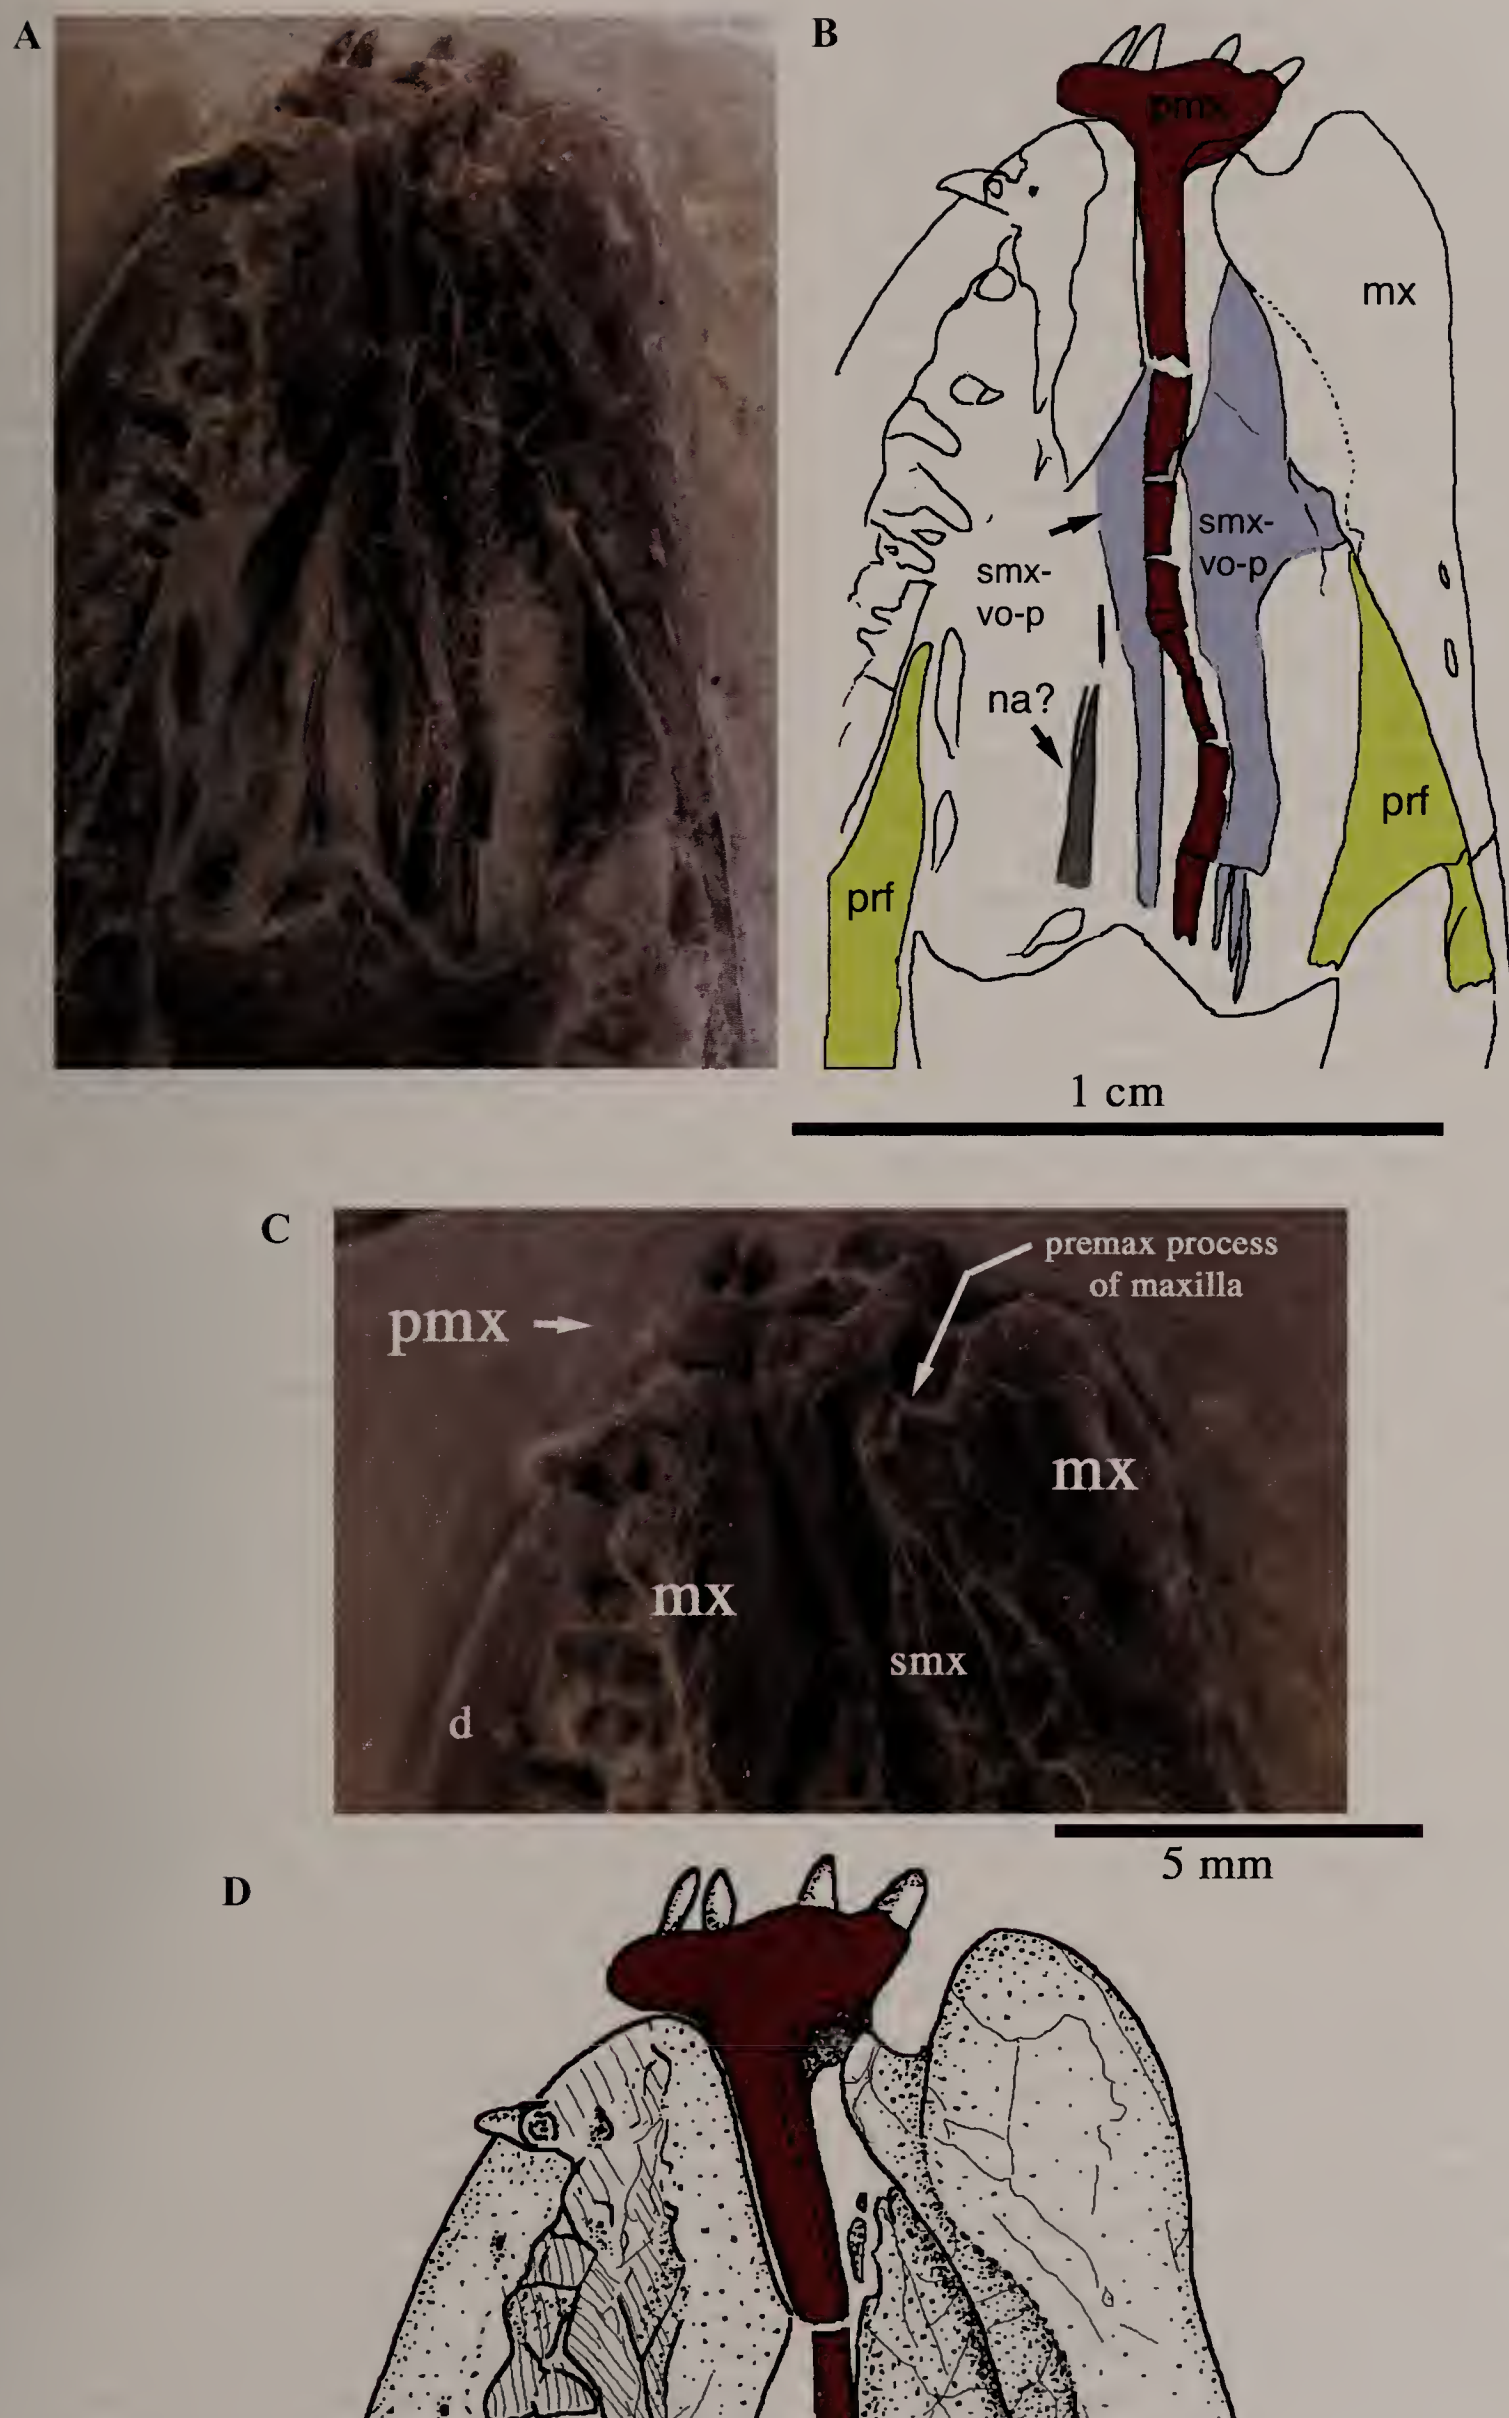 A
B
pmx
mx
smx-
vo-p
smx-
vo-p
na?
prf
prf
1 cm
C
premax process
of maxilla
pmx
mx
mx
smx
d
5 mm
D